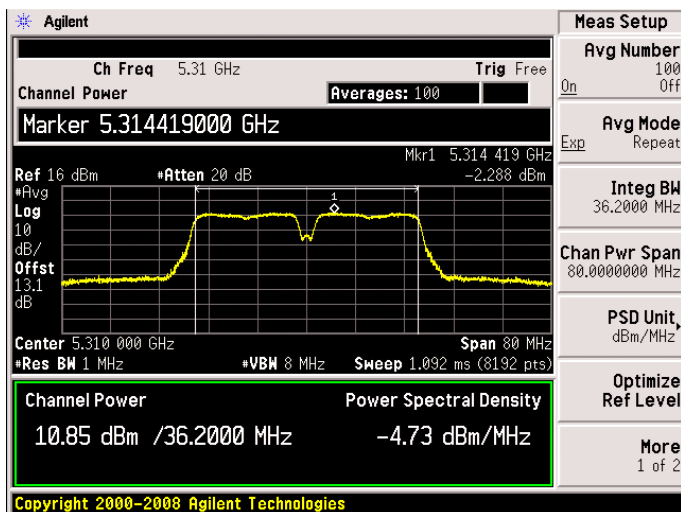 Agilent
Ch Freq 5.31 GHz Trig Free
Channel Power Averages: 100
Marker 5.314419000 GHz
Mkr1 5.314 419 GHz
Ref 16 dBm #Atten 20 dB -2.288 dBm
#Avg
Log
10
dB/
Offst
13.1
dB
1
Center 5.310 000 GHz Span 80 MHz
#Res BW 1 MHz #VBW 8 MHz Sweep 1.092 ms (8192 pts)
Channel Power Power Spectral Density
10.85 dBm /36.2000 MHz -4.73 dBm/MHz
Copyright 2000-2008 Agilent Technologies
Meas Setup
Avg Number
100
On Off
Avg Mode
Exp Repeat
Integ BW
36.2000 MHz
Chan Pwr Span
80.0000000 MHz
PSD Unit
dBm/MHz
Optimize
Ref Level
More
1 of 2